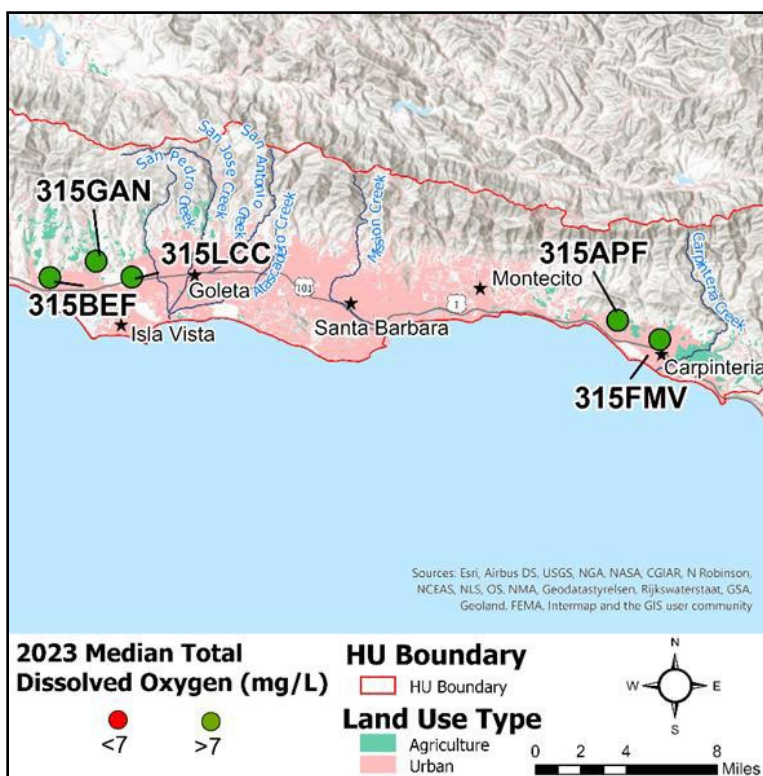 San Pedro
Creek
San Jose
Creek
San Antonio
Creek
Atascadero Creek
Mission Creek
Carpinteria Creek
315GAN
315LCC
315BEF
Goleta
Isla Vista
101
Santa Barbara
1
Montecito
315APF
315FMV
Carpinteria
Sources: Esri, Airbus DS, USGS, NGA, NASA, CGIAR, N Robinson,
NCEAS, NLS, OS, NMA, Geodatastyrelsen, Rijkswaterstaat, GSA,
Geoland, FEMA, Intermap and the GIS user community
2023 Median Total
Dissolved Oxygen (mg/L)
<7
>7
HU Boundary
HU Boundary
Land Use Type
Agriculture
Urban
N
W
E
S
0 2 4 8
Miles